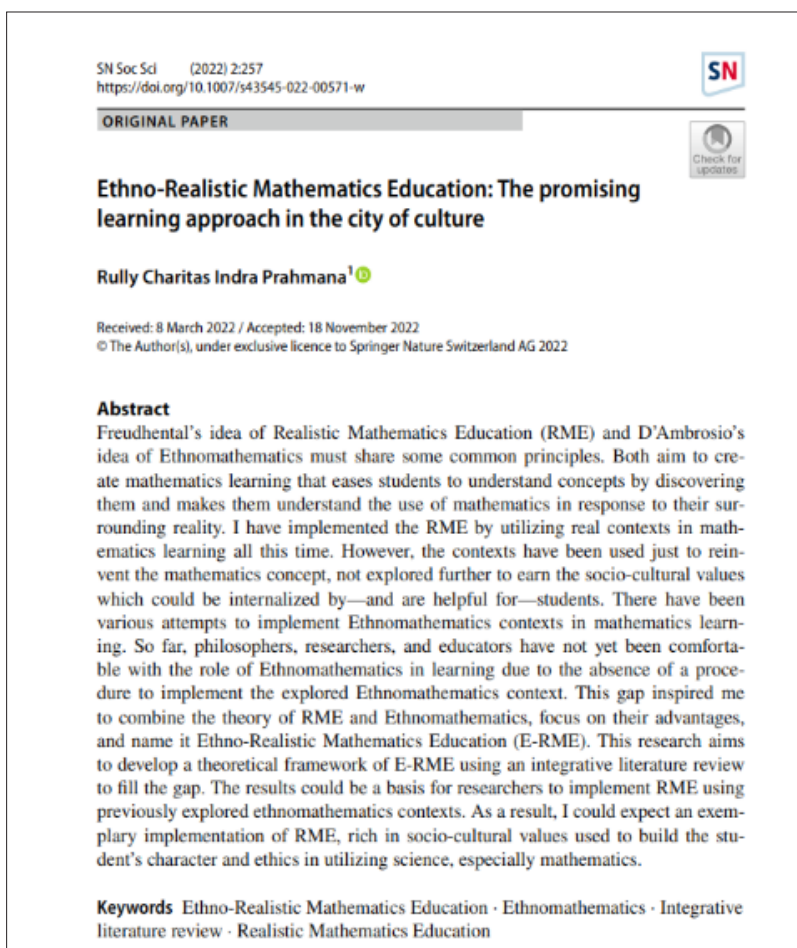 SN Soc Sci (2022) 2:257
https://doi.org/10.1007/s43545-022-00571-w
SN
ORIGINAL PAPER
Check for
updates
Ethno-Realistic Mathematics Education: The promising
learning approach in the city of culture
Rully Charitas Indra Prahmana¹ iD
Received: 8 March 2022 / Accepted: 18 November 2022
© The Author(s), under exclusive licence to Springer Nature Switzerland AG 2022
Abstract
Freudhental's idea of Realistic Mathematics Education (RME) and D'Ambrosio's
idea of Ethnomathematics must share some common principles. Both aim to cre-
ate mathematics learning that eases students to understand concepts by discovering
them and makes them understand the use of mathematics in response to their sur-
rounding reality. I have implemented the RME by utilizing real contexts in math-
ematics learning all this time. However, the contexts have been used just to rein-
vent the mathematics concept, not explored further to earn the socio-cultural values
which could be internalized by—and are helpful for—students. There have been
various attempts to implement Ethnomathematics contexts in mathematics learn-
ing. So far, philosophers, researchers, and educators have not yet been comforta-
ble with the role of Ethnomathematics in learning due to the absence of a proce-
dure to implement the explored Ethnomathematics context. This gap inspired me
to combine the theory of RME and Ethnomathematics, focus on their advantages,
and name it Ethno-Realistic Mathematics Education (E-RME). This research aims
to develop a theoretical framework of E-RME using an integrative literature review
to fill the gap. The results could be a basis for researchers to implement RME using
previously explored ethnomathematics contexts. As a result, I could expect an exem-
plary implementation of RME, rich in socio-cultural values used to build the stu-
dent's character and ethics in utilizing science, especially mathematics.
Keywords Ethno-Realistic Mathematics Education · Ethnomathematics · Integrative
literature review · Realistic Mathematics Education